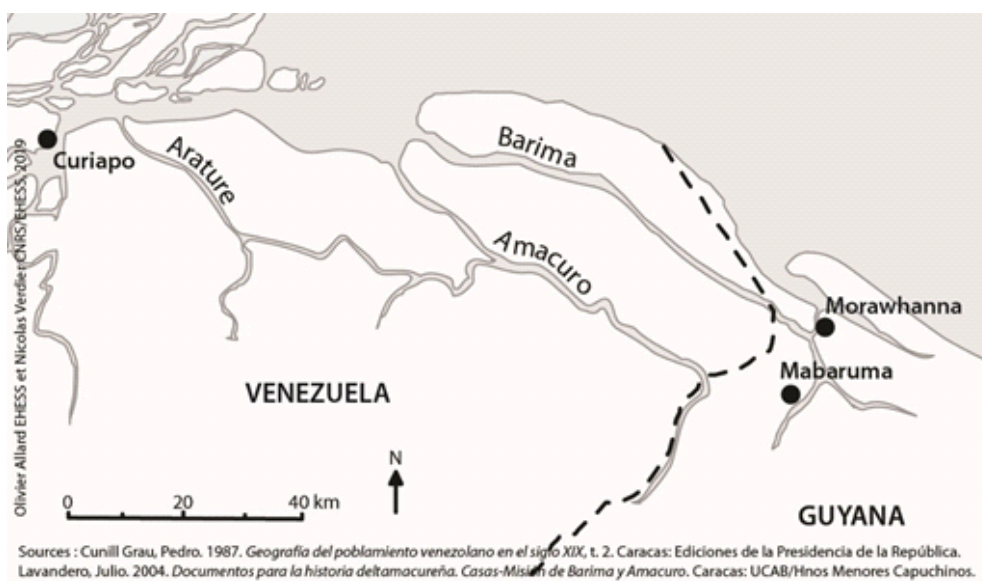 Curiapo
Arature
Barima
Amacuro
Morawhanna
Mabaruma
VENEZUELA
GUYANA
N
0 20 40 km
Olivier Allard EHESS et Nicolas Verdier CNRS/EHESS, 2019
Sources : Cunill Grau, Pedro. 1987. Geografía del poblamiento venezolano en el siglo XIX, t. 2. Caracas: Ediciones de la Presidencia de la República.
Lavandero, Julio. 2004. Documentos para la historia deltamacureña. Casas-Misión de Barima y Amacuro. Caracas: UCAB/Hnos Menores Capuchinos.